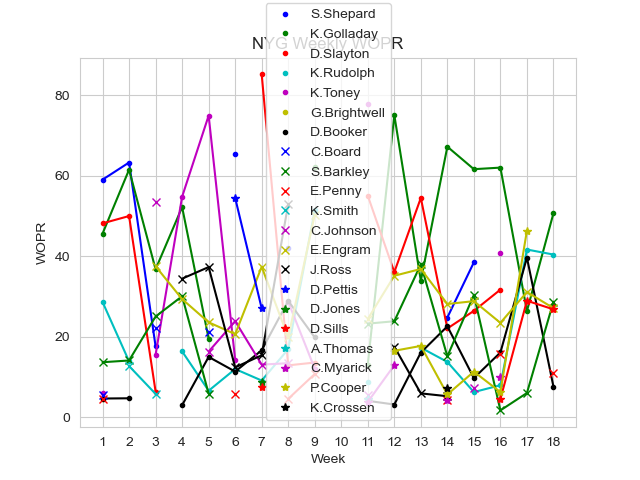 NYG Weekly WOPR
S.Shepard
K.Golladay
D.Slayton
K.Rudolph
K.Toney
G.Brightwell
D.Booker
C.Board
S.Barkley
E.Penny
K.Smith
C.Johnson
E.Engram
J.Ross
D.Pettis
D.Jones
D.Sills
A.Thomas
C.Myarick
P.Cooper
K.Crossen
WOPR
80
60
40
20
0
1 2 3 4 5 6 7 8 9 10 11 12 13 14 15 16 17 18
Week